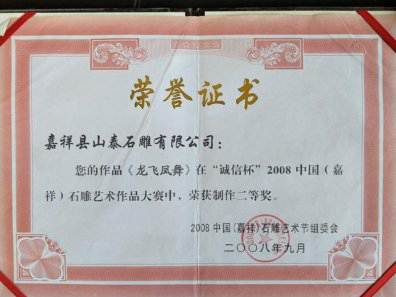 荣誉证书
嘉祥县山泰石雕有限公司：
您的作品《龙飞凤舞》在“诚信杯”2008中国（嘉
祥）石雕艺术作品大赛中，荣获制作二等奖。
2008中国(嘉祥)石雕艺术节组委会
二〇〇八年九月